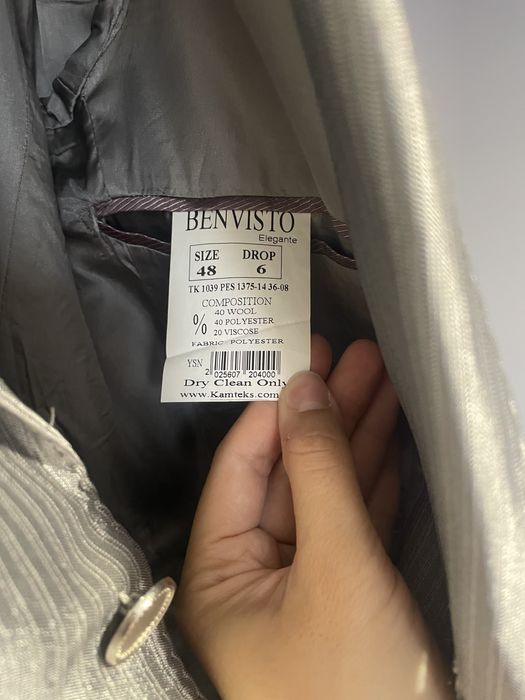 BENVISTO
Elegante
SIZE DROP
48 6
TK 1039 PES 1375-14 36-08
COMPOSITION
40 WOOL
% 40 POLYESTER
20 VISCOSE
FABRIC POLYESTER
YSN
2 025607 204000
Dry Clean Only
www.Kamteks.com